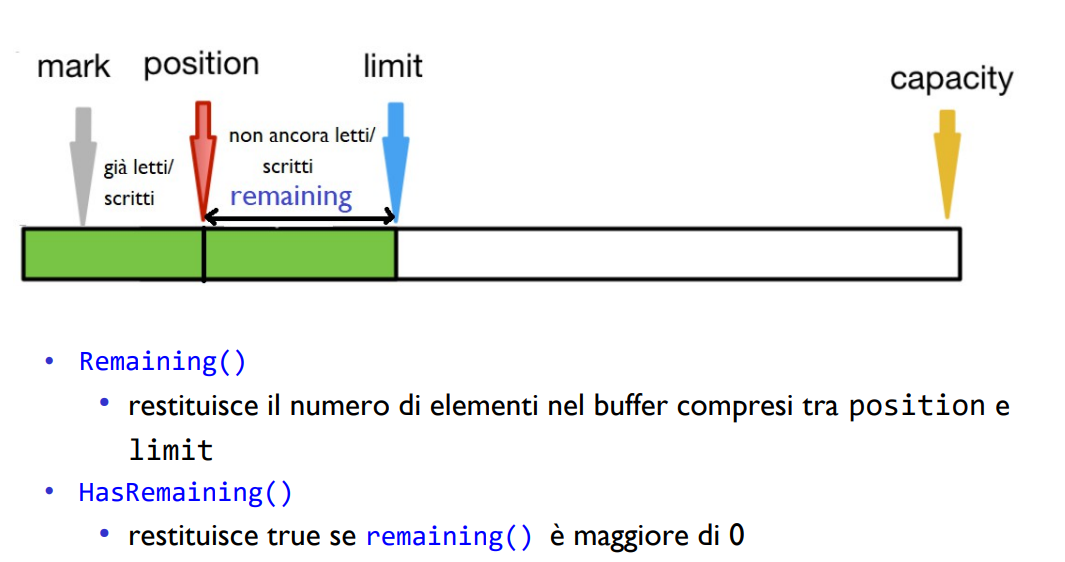 mark position limit capacity
non ancora letti/
già letti/ scritti
scritti remaining
• Remaining()
• restituisce il numero di elementi nel buffer compresi tra position e
limit
• HasRemaining()
• restituisce true se remaining() è maggiore di 0